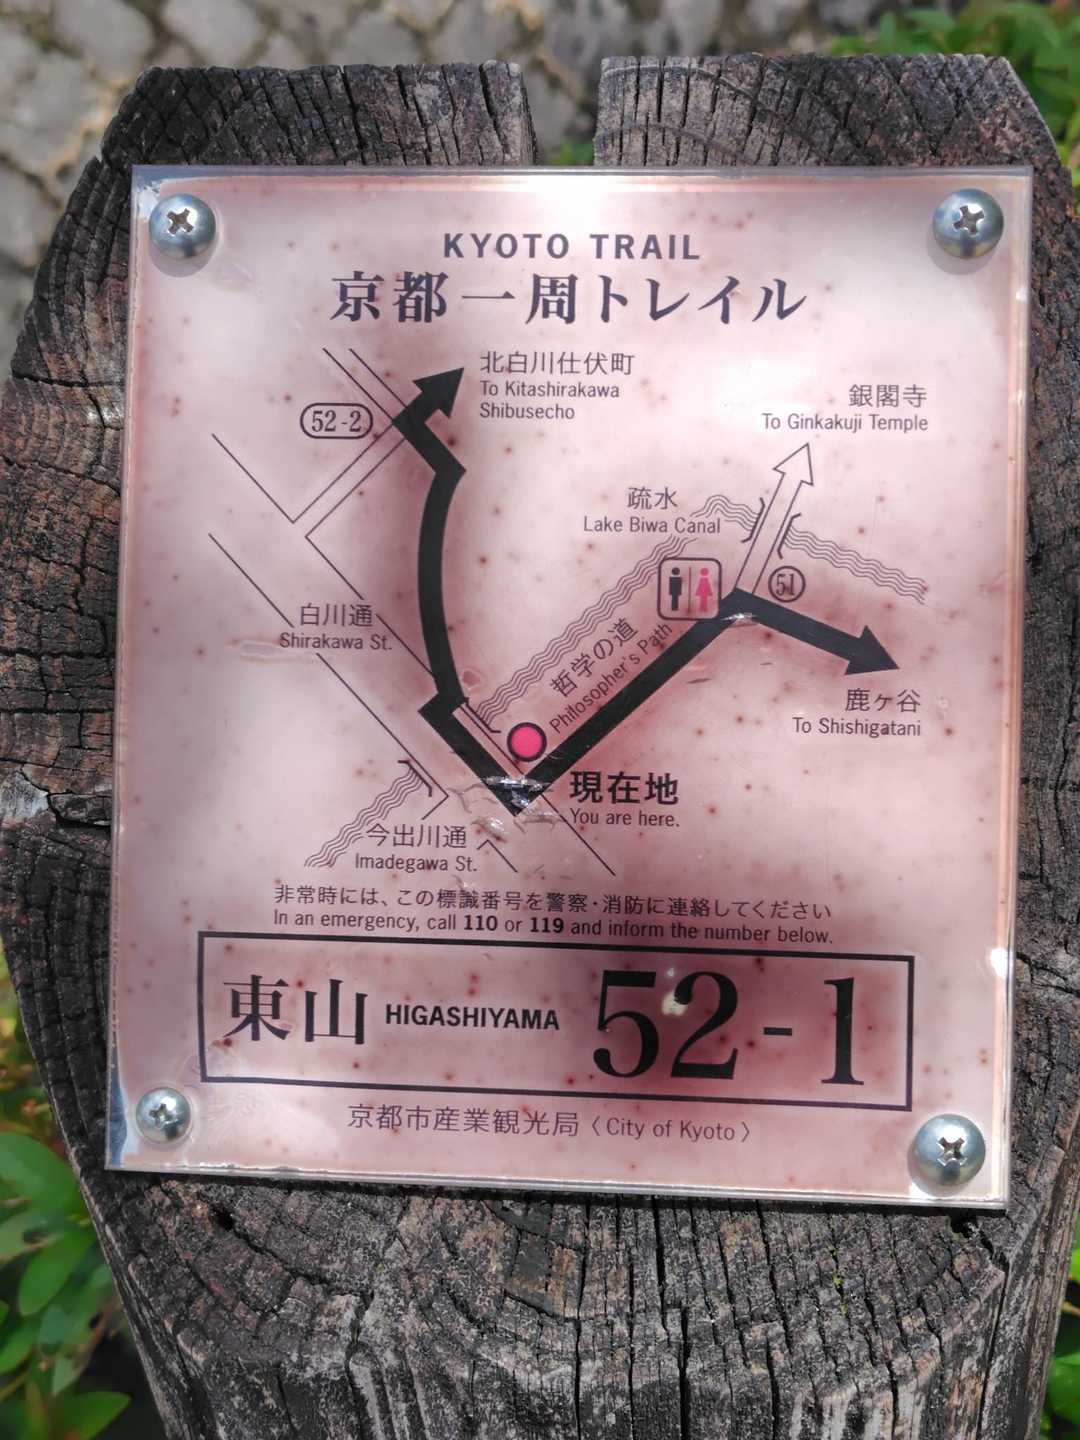 KYOTO TRAIL
京都一周トレイル
北白川仕伏町
To Kitashirakawa
Shibusecho
52-2
銀閣寺
To Ginkakuji Temple
疏水
Lake Biwa Canal
51
白川通
Shirakawa St.
哲学の道
Philosopher's Path
鹿ヶ谷
To Shishigatani
現在地
You are here.
今出川通
Imadegawa St.
非常時には、この標識番号を警察・消防に連絡してください
In an emergency, call 110 or 119 and inform the number below.
東山 HIGASHIYAMA 52-1
京都市産業観光局〈City of Kyoto〉